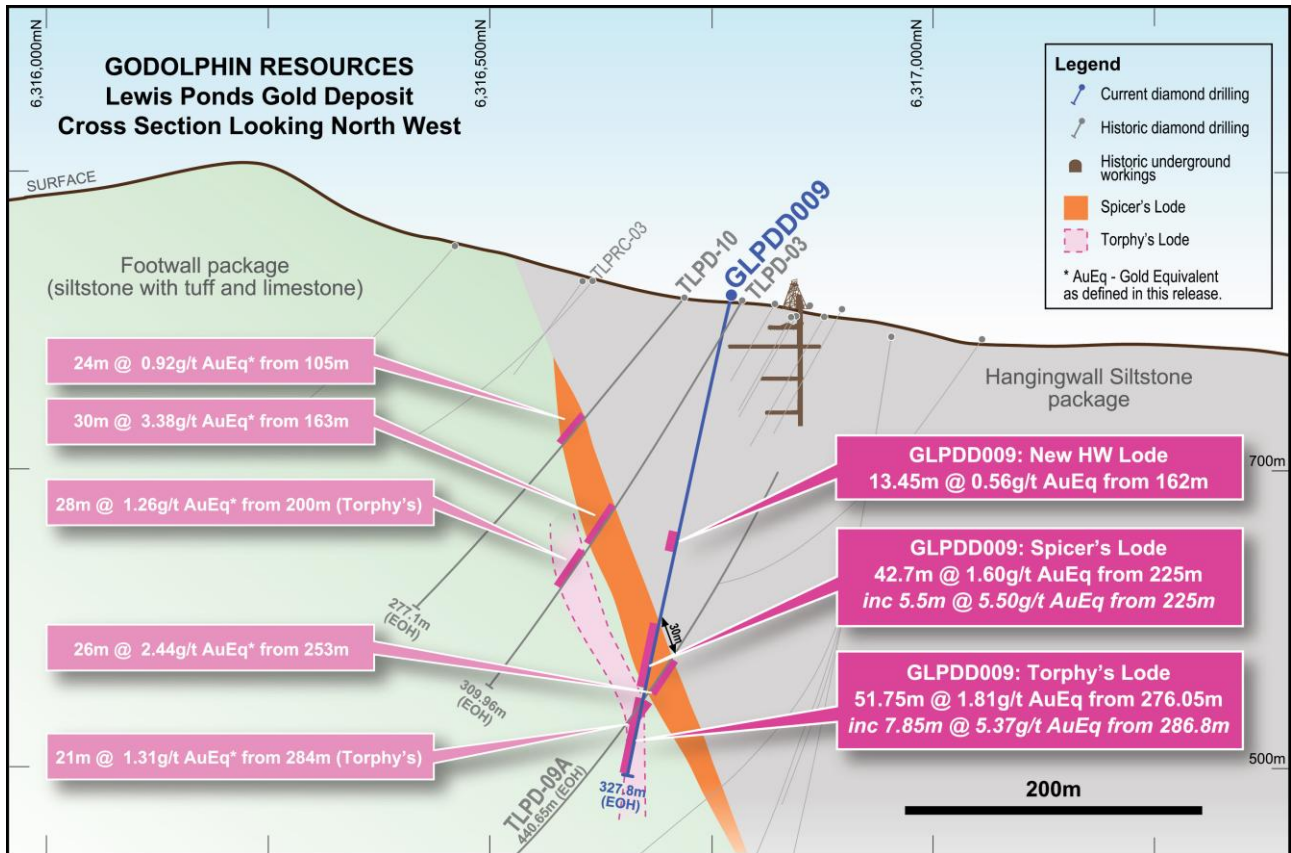 6,316,000mN
6,316,500mN
6,317,000mN
GODOLPHIN RESOURCES
Lewis Ponds Gold Deposit
Cross Section Looking North West
Legend
Current diamond drilling
Historic diamond drilling
Historic underground
workings
Spicer's Lode
Torphy's Lode
* AuEq - Gold Equivalent
as defined in this release.
SURFACE
TLPRC-03
TLPD-10
GLPDD009
TLPD-03
Footwall package
(siltstone with tuff and limestone)
Hangingwall Siltstone
package
24m @ 0.92g/t AuEq* from 105m
30m @ 3.38g/t AuEq* from 163m
28m @ 1.26g/t AuEq* from 200m (Torphy's)
26m @ 2.44g/t AuEq* from 253m
21m @ 1.31g/t AuEq* from 284m (Torphy's)
GLPDD009: New HW Lode
13.45m @ 0.56g/t AuEq from 162m
GLPDD009: Spicer's Lode
42.7m @ 1.60g/t AuEq from 225m
inc 5.5m @ 5.50g/t AuEq from 225m
GLPDD009: Torphy's Lode
51.75m @ 1.81g/t AuEq from 276.05m
inc 7.85m @ 5.37g/t AuEq from 286.8m
700m
500m
30m
277.1m
(EOH)
309.96m
(EOH)
TLPD-09A
440.65m (EOH)
327.8m
(EOH)
200m